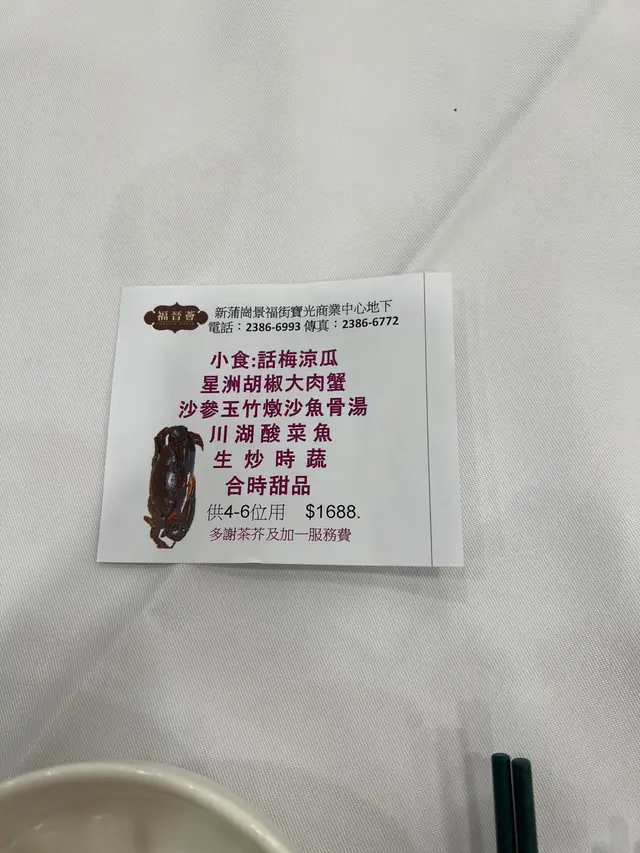 福晉薈
新蒲崗景福街寶光商業中心地下
電話：2386-6993 傳真：2386-6772
小食:話梅涼瓜
星洲胡椒大肉蟹
沙參玉竹燉沙魚骨湯
川湖酸菜魚
生炒時蔬
合時甜品
供4-6位用 $1688.
多謝茶芥及加一服務費